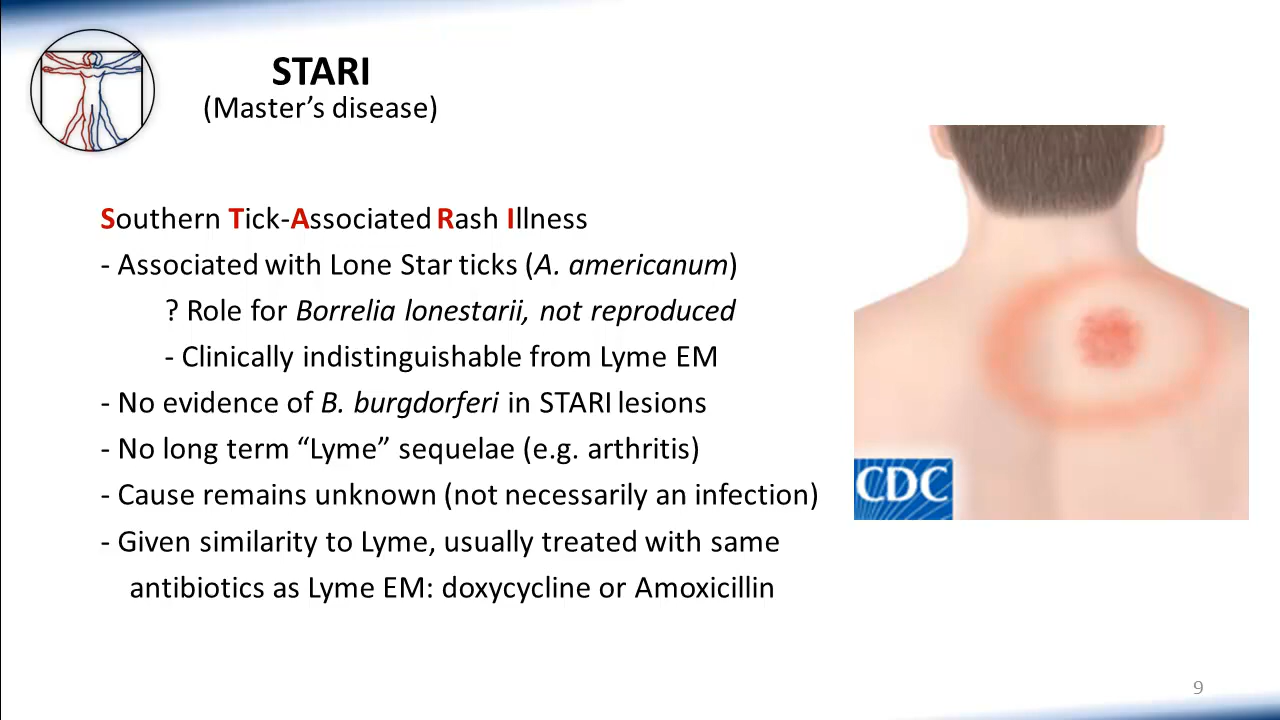 STARI
(Master’s disease)
Southern Tick-Associated Rash Illness
- Associated with Lone Star ticks (A. americanum)
? Role for Borrelia lonestarii, not reproduced
- Clinically indistinguishable from Lyme EM
- No evidence of B. burgdorferi in STARI lesions
- No long term “Lyme” sequelae (e.g. arthritis)
- Cause remains unknown (not necessarily an infection)
- Given similarity to Lyme, usually treated with same
antibiotics as Lyme EM: doxycycline or Amoxicillin
CDC
9